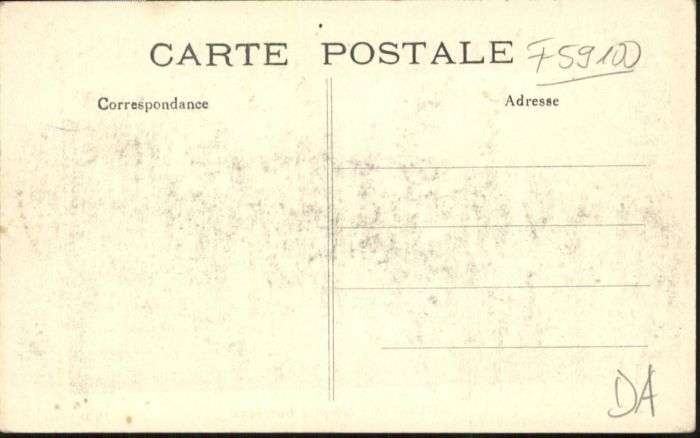 CARTE POSTALE F59100
Correspondance Adresse
DA